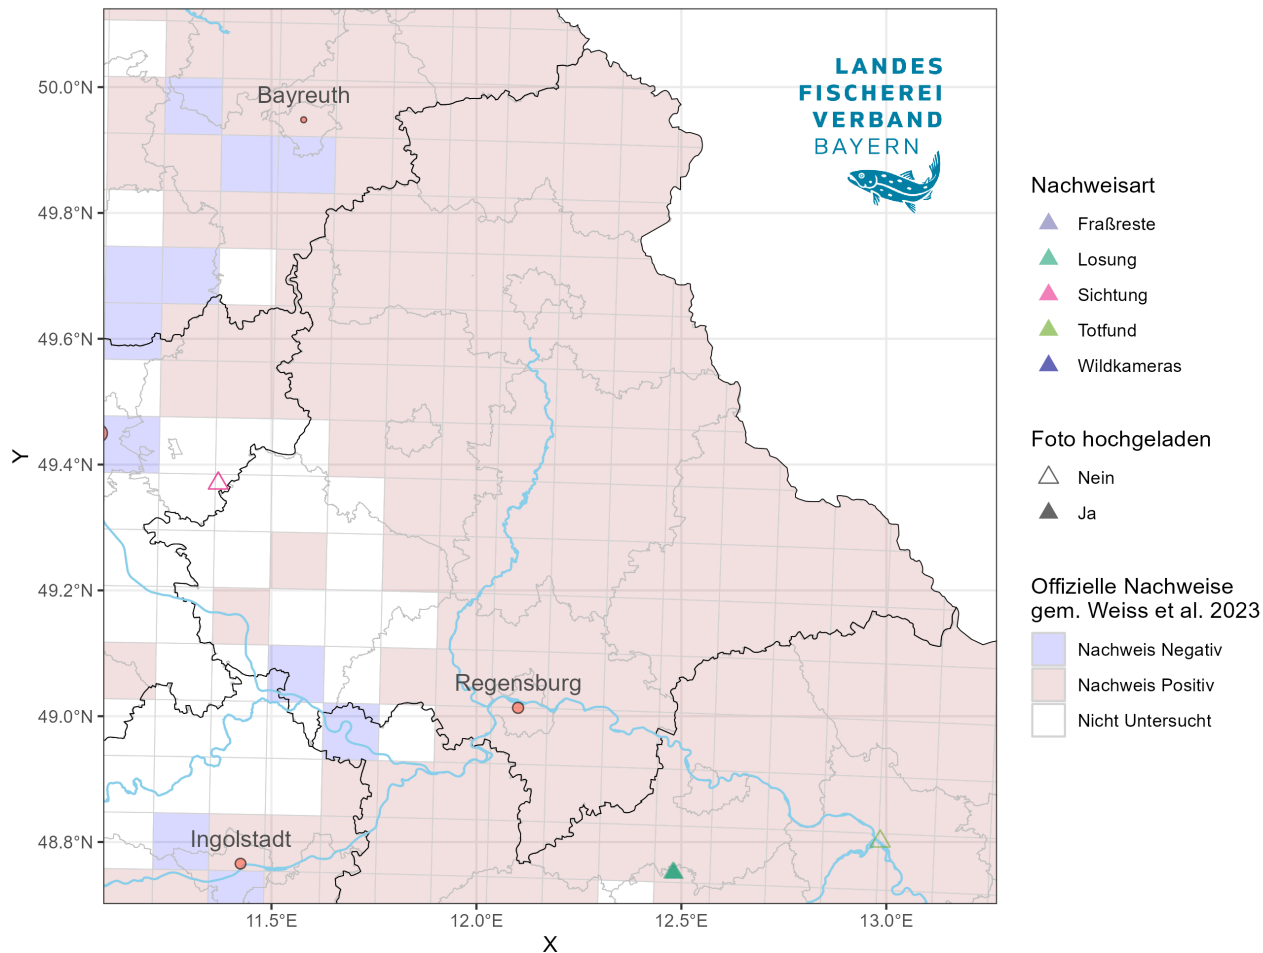 LANDES
FISCHEREI
VERBAND
BAYERN
Bayreuth
Regensburg
Ingolstadt
50.0°N
49.8°N
49.6°N
49.4°N
49.2°N
49.0°N
48.8°N
Y
11.5°E
12.0°E
12.5°E
13.0°E
X
Nachweisart
Fraßreste
Losung
Sichtung
Totfund
Wildkameras
Foto hochgeladen
Nein
Ja
Offizielle Nachweise
gem. Weiss et al. 2023
Nachweis Negativ
Nachweis Positiv
Nicht Untersucht